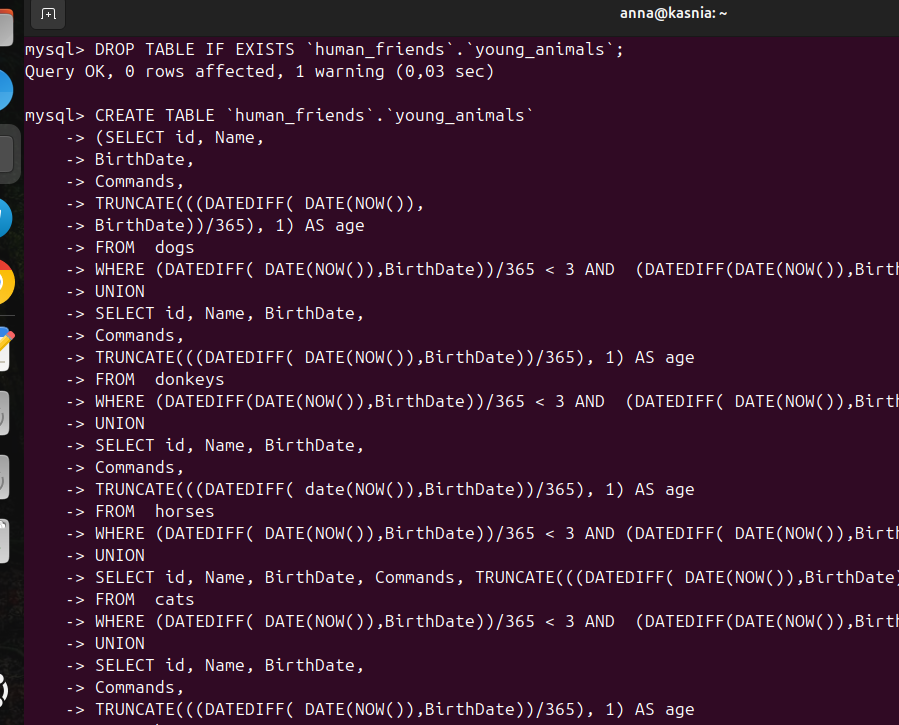 anna@kasnia: ~
mysql> DROP TABLE IF EXISTS `human_friends`.`young_animals`;
Query OK, 0 rows affected, 1 warning (0,03 sec)
mysql> CREATE TABLE `human_friends`.`young_animals`
-> (SELECT id, Name,
-> BirthDate,
-> Commands,
-> TRUNCATE(((DATEDIFF( DATE(NOW()),
-> BirthDate))/365), 1) AS age
-> FROM  dogs
-> WHERE (DATEDIFF( DATE(NOW()),BirthDate))/365 < 3 AND  (DATEDIFF(DATE(NOW()),Birth
-> UNION
-> SELECT id, Name, BirthDate,
-> Commands,
-> TRUNCATE(((DATEDIFF( DATE(NOW()),BirthDate))/365), 1) AS age
-> FROM  donkeys
-> WHERE (DATEDIFF(DATE(NOW()),BirthDate))/365 < 3 AND  (DATEDIFF( DATE(NOW()),Birth
-> UNION
-> SELECT id, Name, BirthDate,
-> Commands,
-> TRUNCATE(((DATEDIFF( date(NOW()),BirthDate))/365), 1) AS age
-> FROM  horses
-> WHERE (DATEDIFF( DATE(NOW()),BirthDate))/365 < 3 AND (DATEDIFF( DATE(NOW()),Birth
-> UNION
-> SELECT id, Name, BirthDate, Commands, TRUNCATE(((DATEDIFF( DATE(NOW()),BirthDate)
-> FROM  cats
-> WHERE (DATEDIFF( DATE(NOW()),BirthDate))/365 < 3 AND  (DATEDIFF(DATE(NOW()),Birth
-> UNION
-> SELECT id, Name, BirthDate,
-> Commands,
-> TRUNCATE(((DATEDIFF( DATE(NOW()),BirthDate))/365), 1) AS age